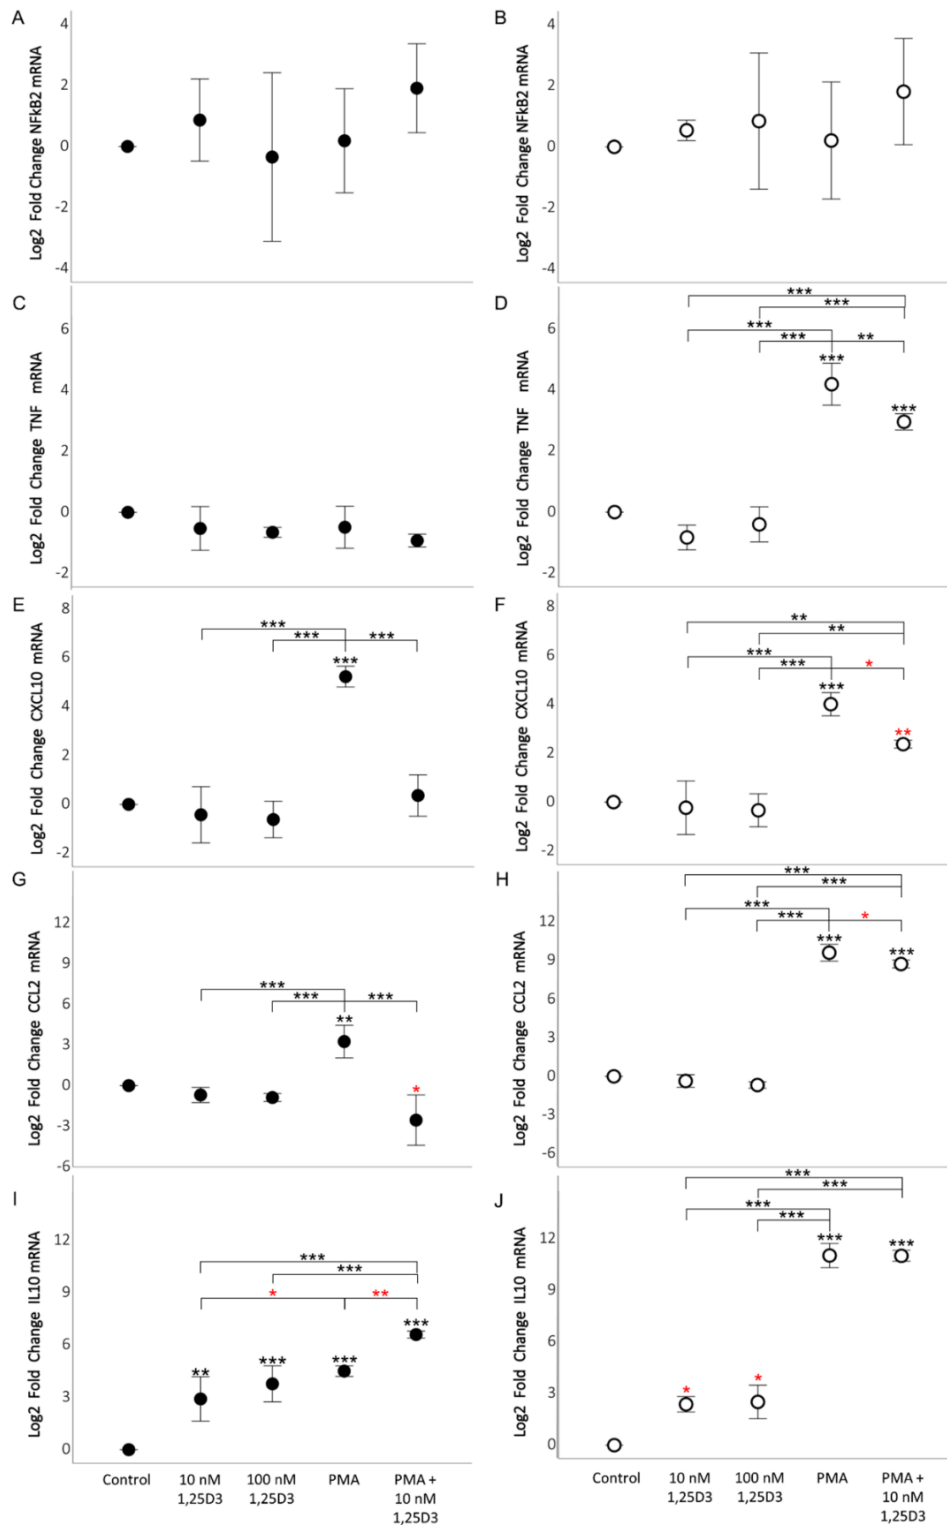 A
Log2 Fold Change NFkB2 mRNA
4
2
0
-2
-4
B
Log2 Fold Change NFkB2 mRNA
4
2
0
-2
-4
C
Log2 Fold Change TNF mRNA
6
4
2
0
-2
D
Log2 Fold Change TNF mRNA
6
4
2
0
-2
***
***
***
*** **
***
***
E
Log2 Fold Change CXCL10 mRNA
8
6
4
2
0
-2
***
*** ***
***
F
Log2 Fold Change CXCL10 mRNA
8
6
4
2
0
-2
**
**
***
*** *
***
**
G
Log2 Fold Change CCL2 mRNA
12
9
6
3
0
-3
-6
***
*** ***
**
*
H
Log2 Fold Change CCL2 mRNA
12
9
6
3
0
-3
-6
***
***
***
*** *
***
***
I
Log2 Fold Change IL10 mRNA
12
9
6
3
0
***
***
* **
***
** *** ***
J
Log2 Fold Change IL10 mRNA
12
9
6
3
0
***
***
***
***
*** ***
* *
Control
10 nM
1,25D3
100 nM
1,25D3
PMA
PMA +
10 nM
1,25D3
Control
10 nM
1,25D3
100 nM
1,25D3
PMA
PMA +
10 nM
1,25D3